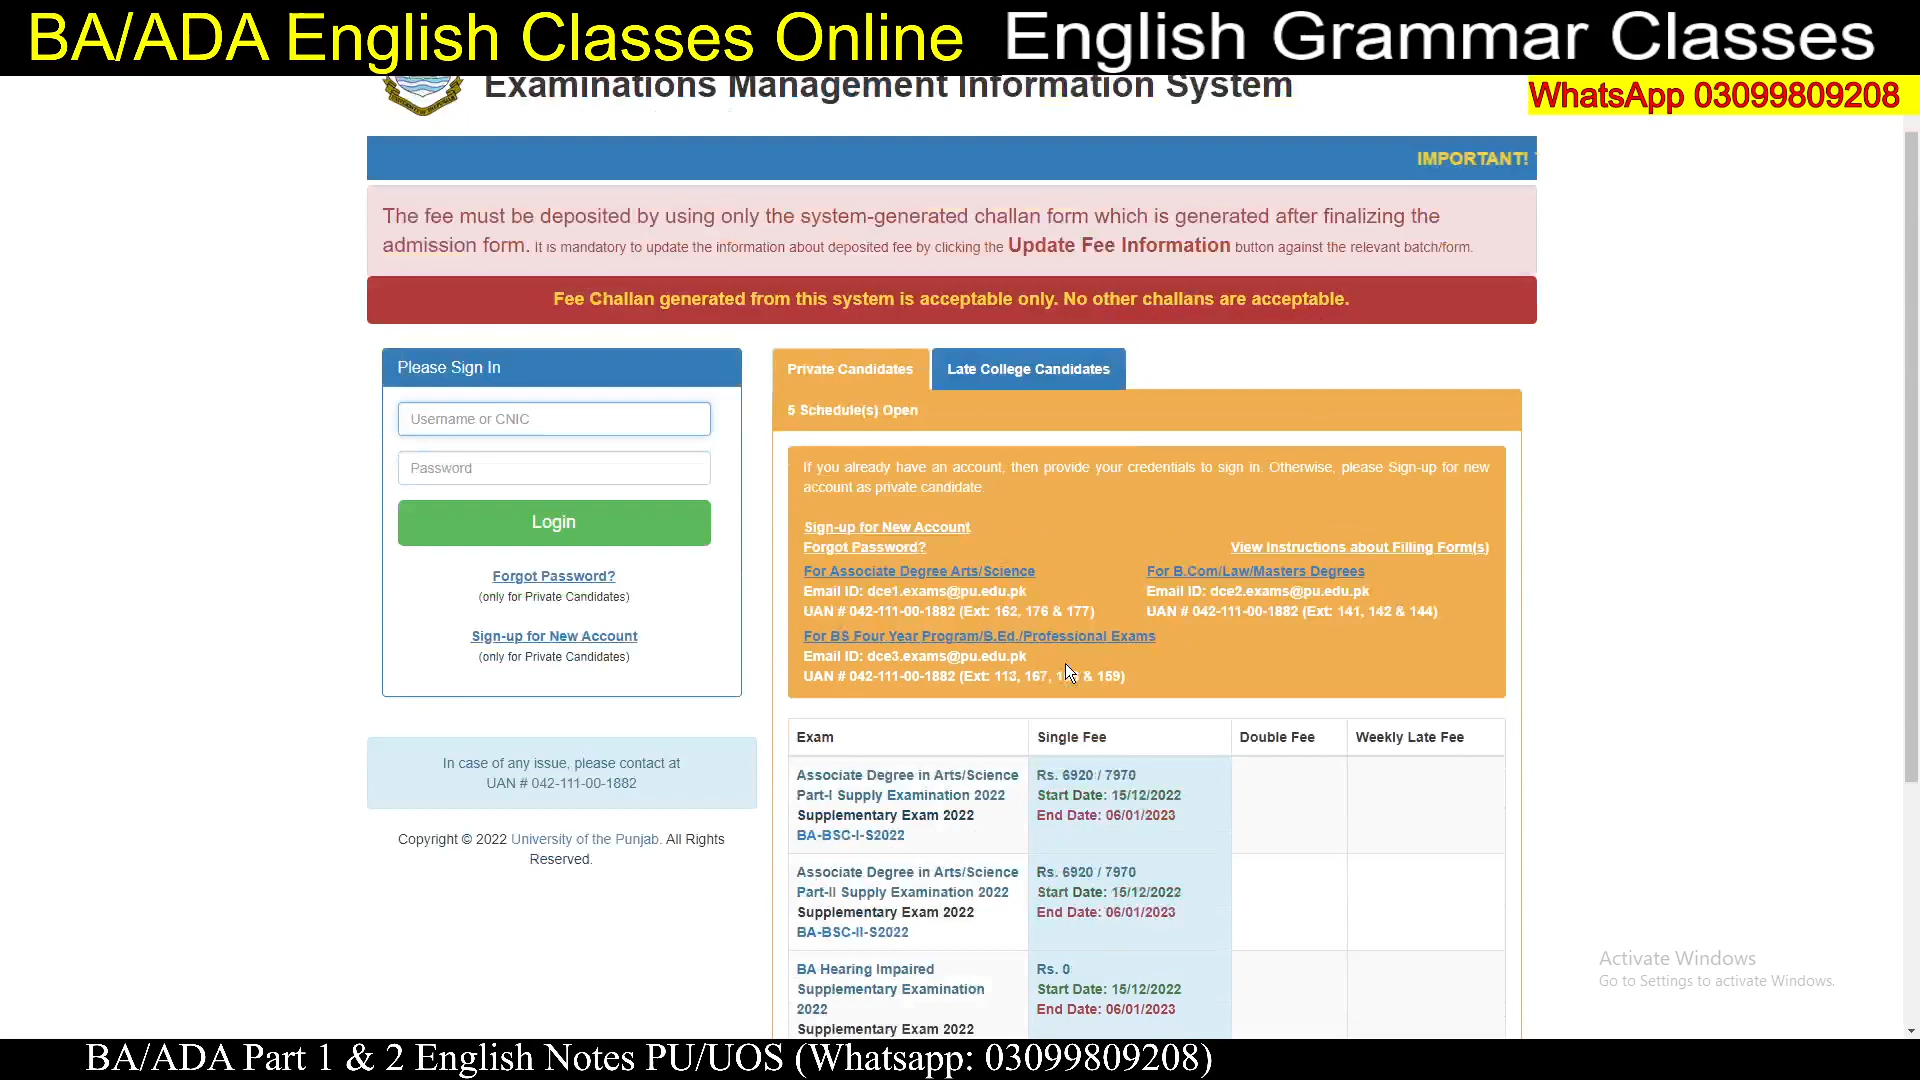 BA/ADA English Classes Online English Grammar Classes
Examinations Management Information System
WhatsApp 03099809208
IMPORTANT!
The fee must be deposited by using only the system-generated challan form which is generated after finalizing the
admission form. It is mandatory to update the information about deposited fee by clicking the Update Fee Information button against the relevant batch/form.
Fee Challan generated from this system is acceptable only. No other challans are acceptable.
Please Sign In
Username or CNIC
Password
Login
Forgot Password?
(only for Private Candidates)
Sign-up for New Account
(only for Private Candidates)
In case of any issue, please contact at
UAN # 042-111-00-1882
Copyright © 2022 University of the Punjab. All Rights
Reserved.
Private Candidates
Late College Candidates
5 Schedule(s) Open
If you already have an account, then provide your credentials to sign in. Otherwise, please Sign-up for new
account as private candidate.
Sign-up for New Account
Forgot Password?
View Instructions about Filling Form(s)
For Associate Degree Arts/Science
Email ID: dce1.exams@pu.edu.pk
UAN # 042-111-00-1882 (Ext: 162, 176 & 177)
For B.Com/Law/Masters Degrees
Email ID: dce2.exams@pu.edu.pk
UAN # 042-111-00-1882 (Ext: 141, 142 & 144)
For BS Four Year Program/B.Ed./Professional Exams
Email ID: dce3.exams@pu.edu.pk
UAN # 042-111-00-1882 (Ext: 113, 167, & 159)
Exam Single Fee Double Fee Weekly Late Fee
Associate Degree in Arts/Science
Part-I Supply Examination 2022
Supplementary Exam 2022
BA-BSC-I-S2022
Rs. 6920 / 7970
Start Date: 15/12/2022
End Date: 06/01/2023
Associate Degree in Arts/Science
Part-II Supply Examination 2022
Supplementary Exam 2022
BA-BSC-II-S2022
Rs. 6920 / 7970
Start Date: 15/12/2022
End Date: 06/01/2023
BA Hearing Impaired
Supplementary Examination
2022
Supplementary Exam 2022
Rs. 0
Start Date: 15/12/2022
End Date: 06/01/2023
Activate Windows
Go to Settings to activate Windows.
BA/ADA Part 1 & 2 English Notes PU/UOS (Whatsapp: 03099809208)